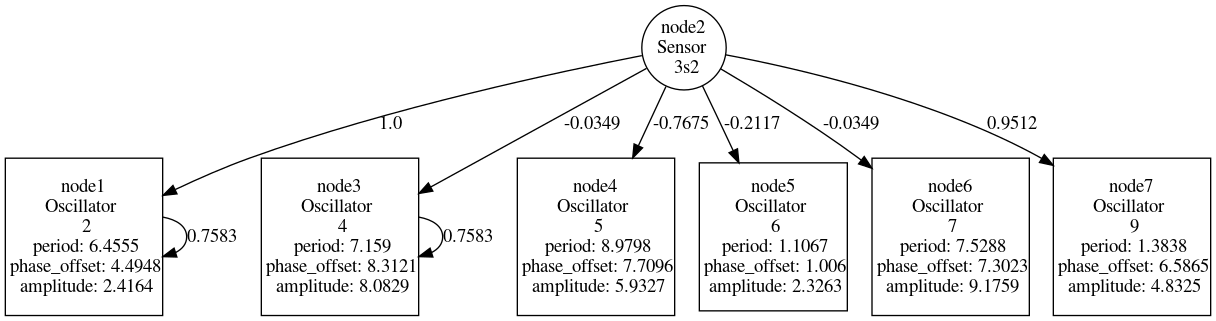 node2
Sensor
3s2
1.0
-0.0349
-0.7675
-0.2117
-0.0349
0.9512
node1
Oscillator
2
period: 6.4555
phase_offset: 4.4948
amplitude: 2.4164
0.7583
node3
Oscillator
4
period: 7.159
phase_offset: 8.3121
amplitude: 8.0829
0.7583
node4
Oscillator
5
period: 8.9798
phase_offset: 7.7096
amplitude: 5.9327
node5
Oscillator
6
period: 1.1067
phase_offset: 1.006
amplitude: 2.3263
node6
Oscillator
7
period: 7.5288
phase_offset: 7.3023
amplitude: 9.1759
node7
Oscillator
9
period: 1.3838
phase_offset: 6.5865
amplitude: 4.8325